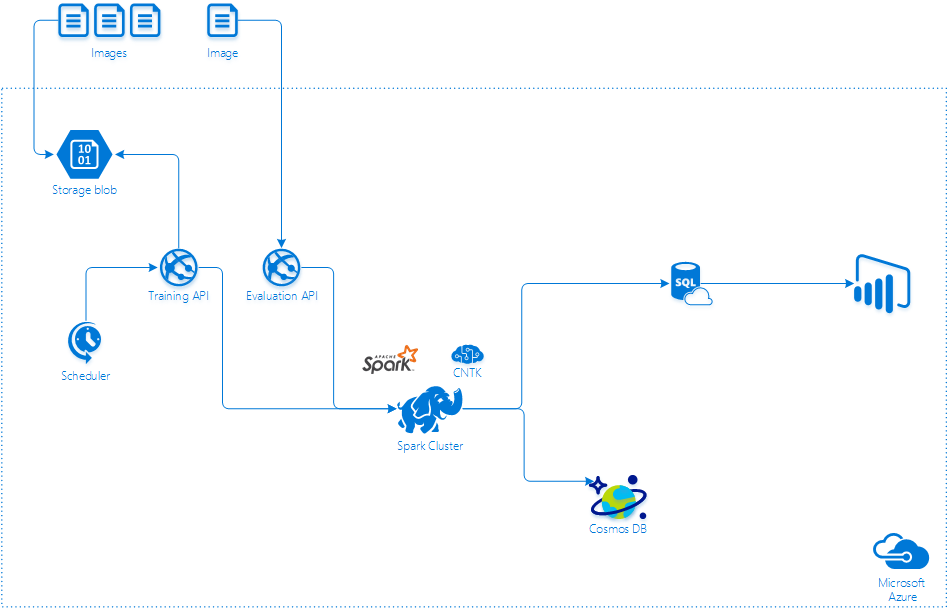 Images
Image
10
01
Storage blob
Training API
Evaluation API
SQL
Scheduler
APACHE
Spark
CNTK
Spark Cluster
Cosmos DB
Microsoft
Azure